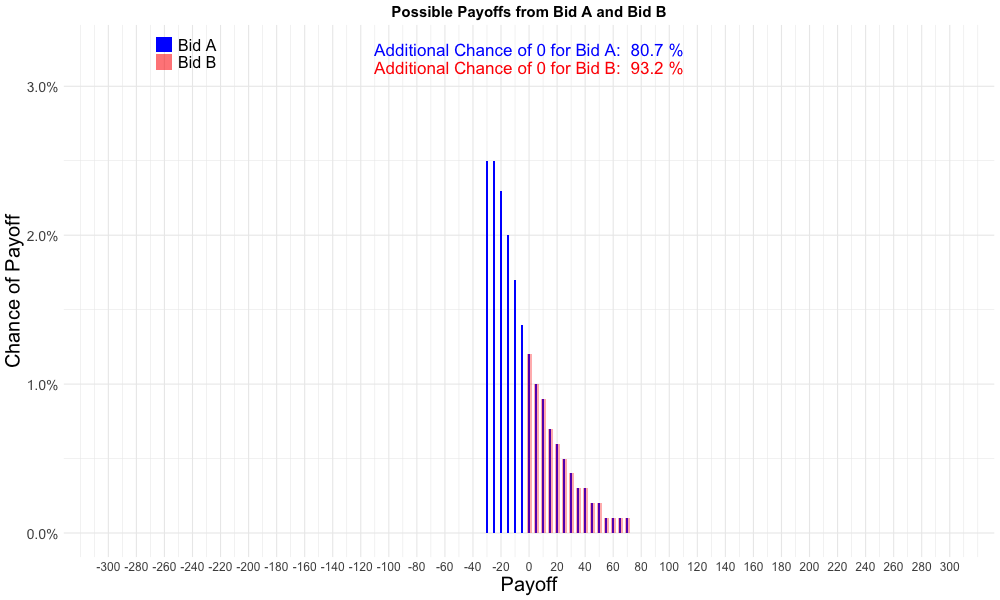 Possible Payoffs from Bid A and Bid B
Bid A
Bid B
Additional Chance of 0 for Bid A: 80.7 %
Additional Chance of 0 for Bid B: 93.2 %
Chance of Payoff
3.0%
2.0%
1.0%
0.0%
-300 -280 -260 -240 -220 -200 -180 -160 -140 -120 -100 -80 -60 -40 -20 0 20 40 60 80 100 120 140 160 180 200 220 240 260 280 300
Payoff